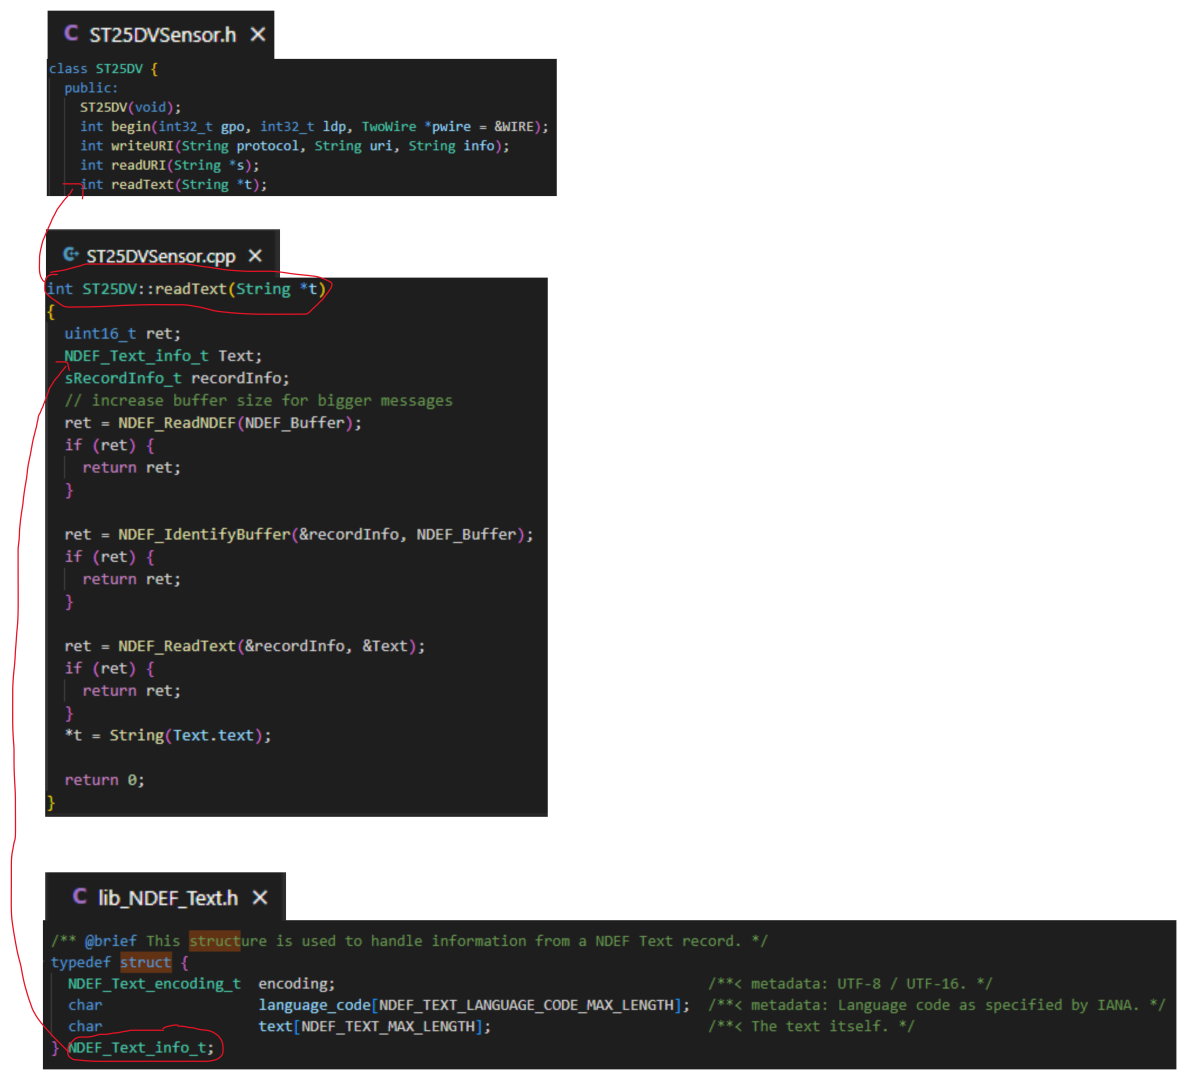 ST25DVSensor.h ×
class ST25DV {
public:
ST25DV(void);
int begin(int32_t gpo, int32_t ldp, TwoWire *pwire = &WIRE);
int writeURI(String protocol, String uri, String info);
int readURI(String *s);
int readText(String *t);
ST25DVSensor.cpp ×
int ST25DV::readText(String *t)
{
uint16_t ret;
NDEF_Text_info_t Text;
sRecordInfo_t recordInfo;
// increase buffer size for bigger messages
ret = NDEF_ReadNDEF(NDEF_Buffer);
if (ret) {
return ret;
}
ret = NDEF_IdentifyBuffer(&recordInfo, NDEF_Buffer);
if (ret) {
return ret;
}
ret = NDEF_ReadText(&recordInfo, &Text);
if (ret) {
return ret;
}
*t = String(Text.text);
return 0;
}
lib_NDEF_Text.h ×
/** @brief This structure is used to handle information from a NDEF Text record. */
typedef struct {
NDEF_Text_encoding_t encoding; /**< metadata: UTF-8 / UTF-16. */
char language_code[NDEF_TEXT_LANGUAGE_CODE_MAX_LENGTH]; /**< metadata: Language code as specified by IANA. */
char text[NDEF_TEXT_MAX_LENGTH]; /**< The text itself. */
} NDEF_Text_info_t;